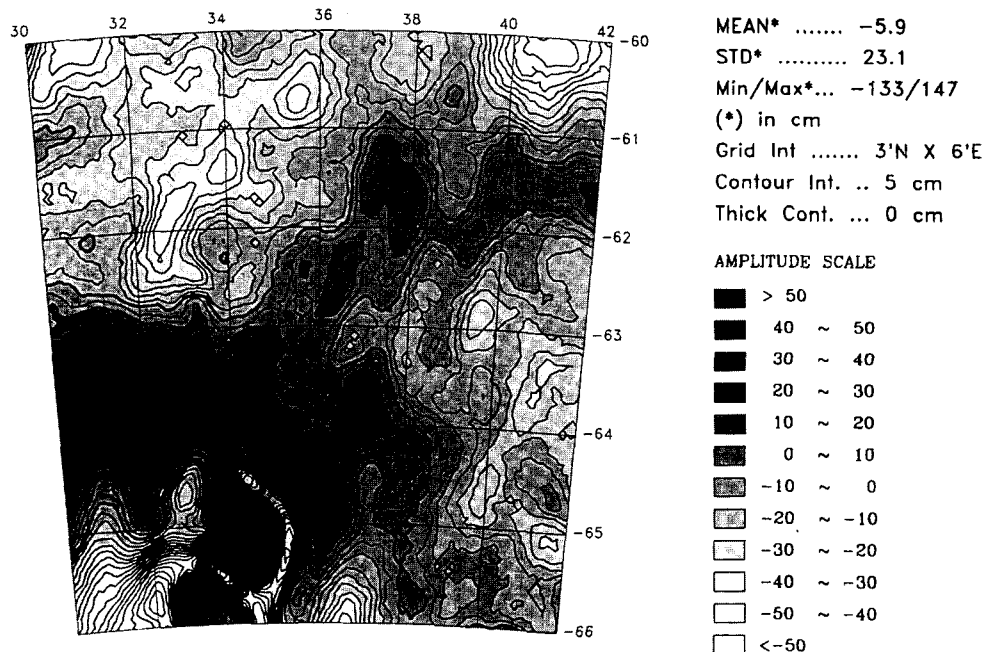 30 32 34 36 38 40 42
-60
-61
-62
-63
-64
-65
-66
MEAN* ....... -5.9
STD* .......... 23.1
Min/Max*... -133/147
(*) in cm
Grid Int ....... 3'N X 6'E
Contour Int. .. 5 cm
Thick Cont. ... 0 cm
AMPLITUDE SCALE
> 50
40 ~ 50
30 ~ 40
20 ~ 30
10 ~ 20
0 ~ 10
-10 ~ 0
-20 ~ -10
-30 ~ -20
-40 ~ -30
-50 ~ -40
<-50